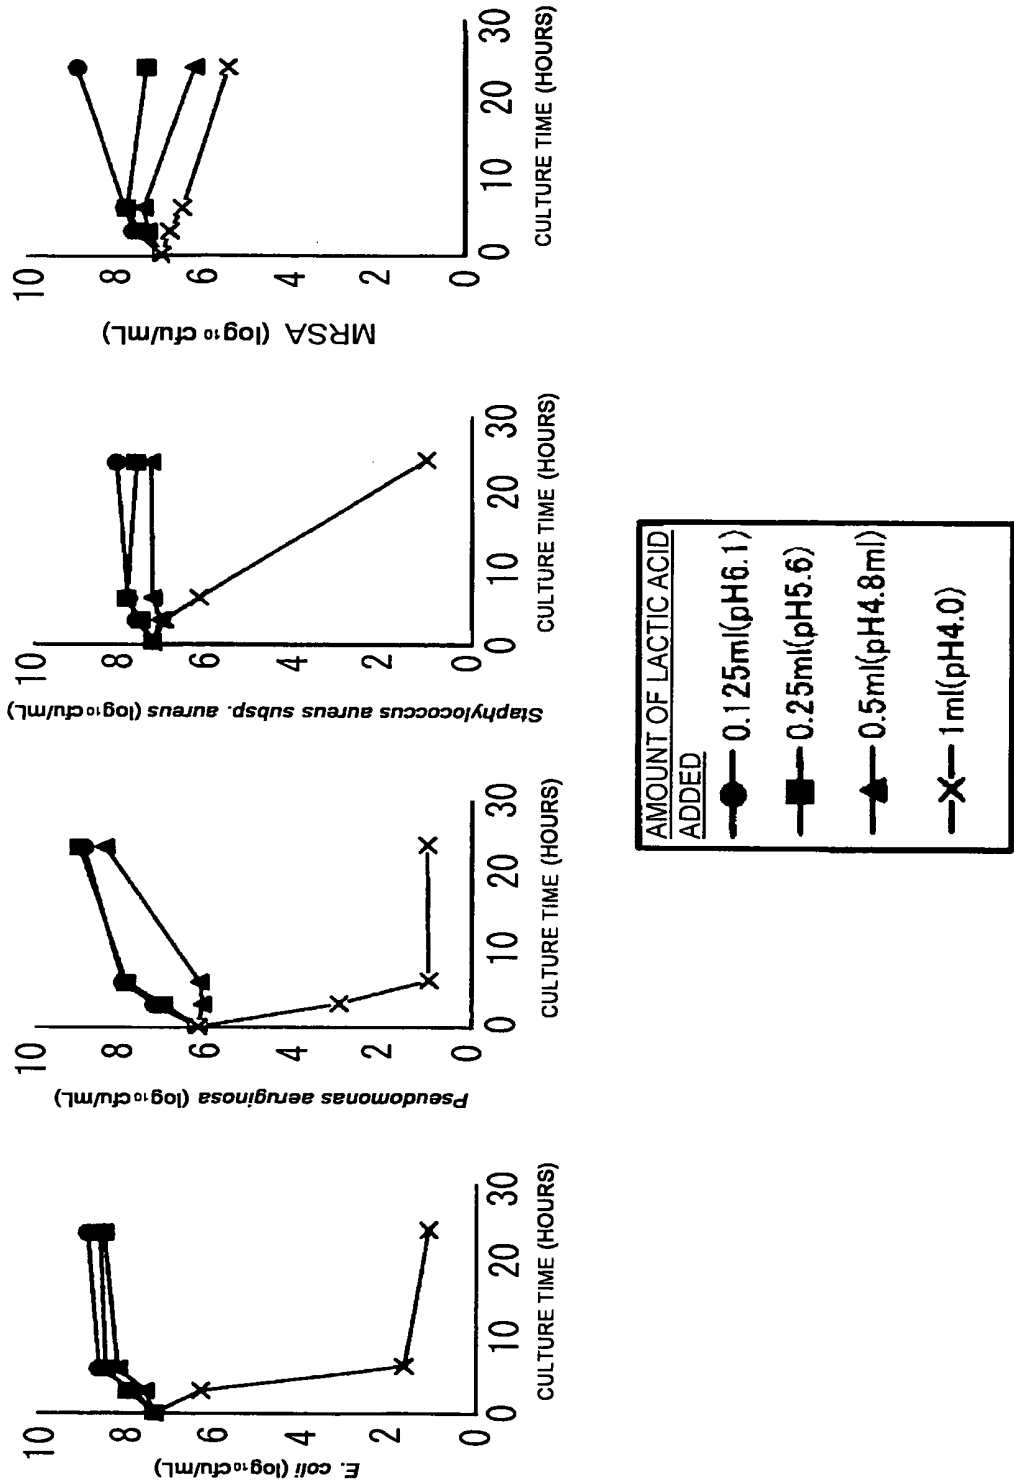 E. coli (log10 cfu/mL)
10
8
6
4
2
0
0
10
20
30
CULTURE TIME (HOURS)
Pseudomonas aeruginosa (log10 cfu/mL)
10
8
6
4
2
0
0
10
20
30
CULTURE TIME (HOURS)
Staphylococcus aureus subsp. aureus (log10 cfu/mL)
10
8
6
4
2
0
0
10
20
30
CULTURE TIME (HOURS)
MRSA (log10 cfu/mL)
10
8
6
4
2
0
0
10
20
30
CULTURE TIME (HOURS)
AMOUNT OF LACTIC ACID
ADDED
0.125ml(pH6.1)
0.25ml(pH5.6)
0.5ml(pH4.8ml)
1ml(pH4.0)